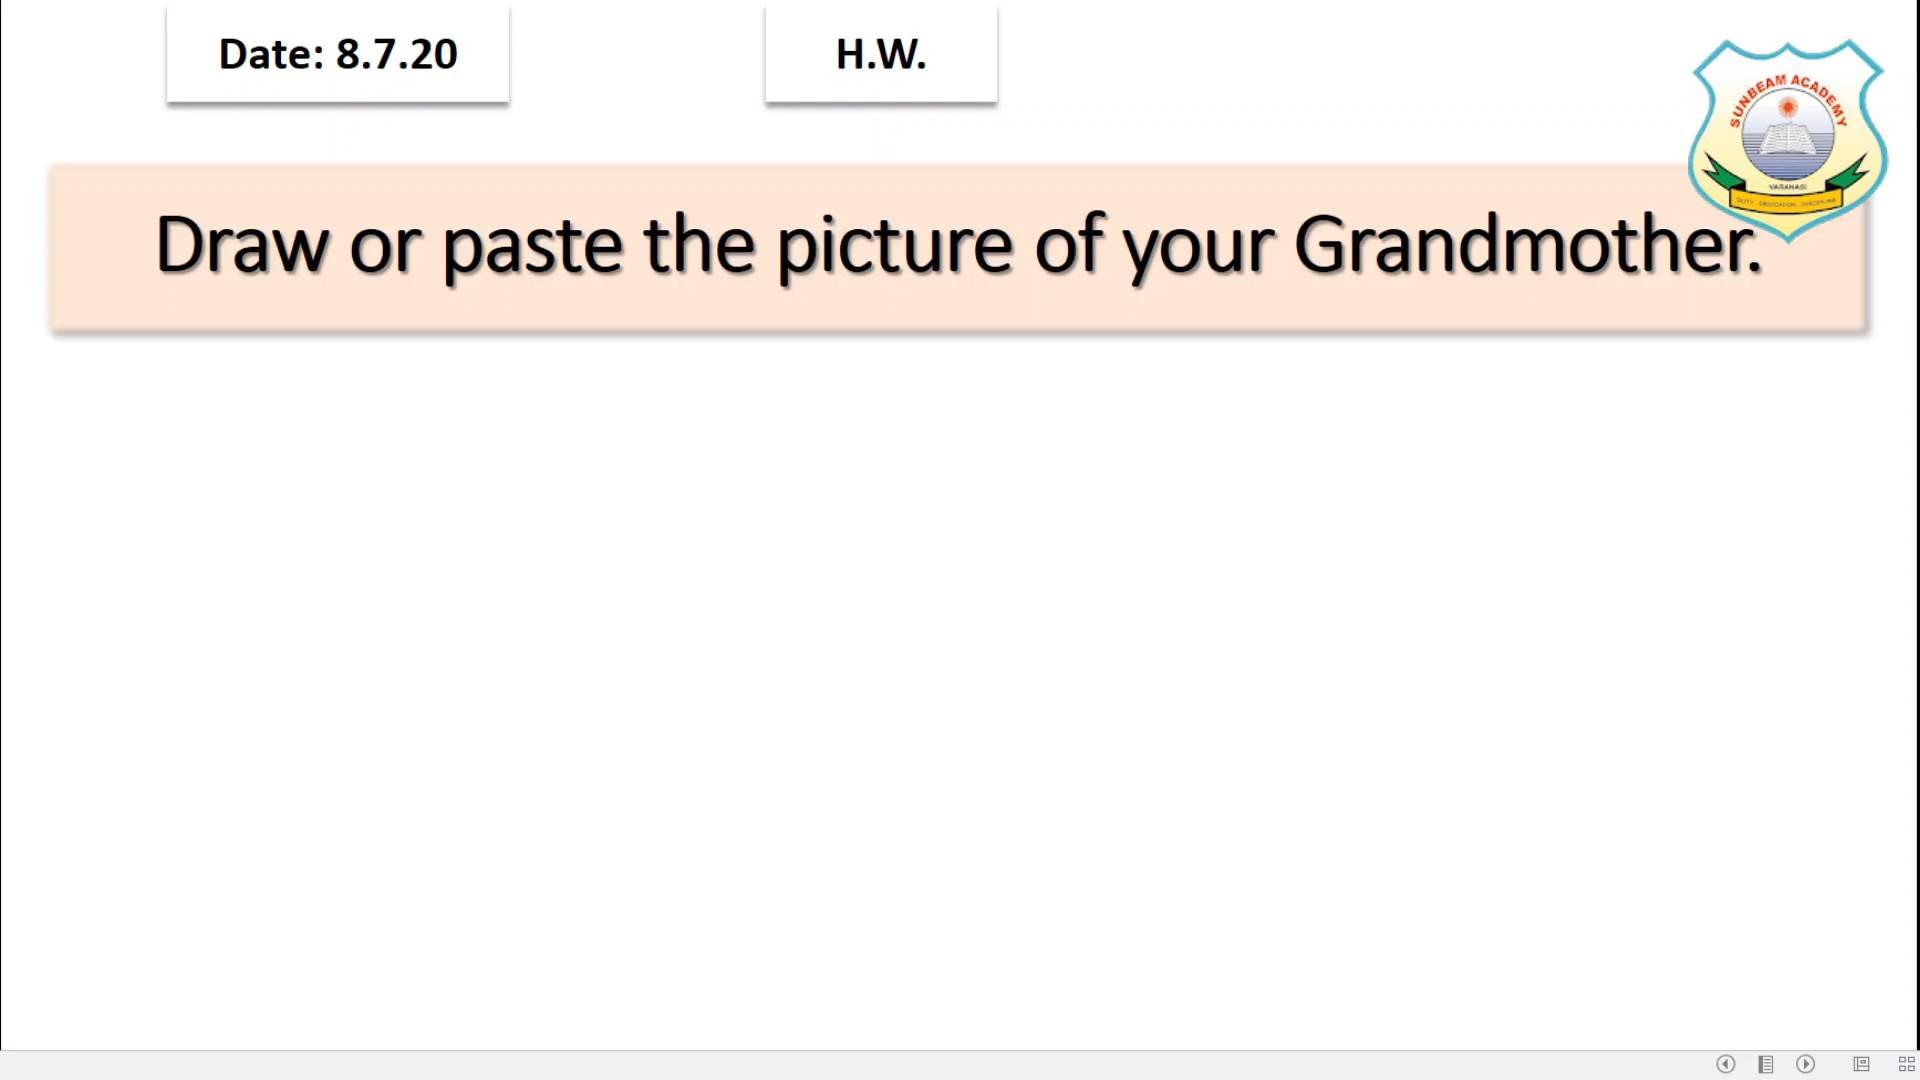 Date: 8.7.20
H.W.
SUNBEAM ACADEMY
VARANASI
Draw or paste the picture of your Grandmother.